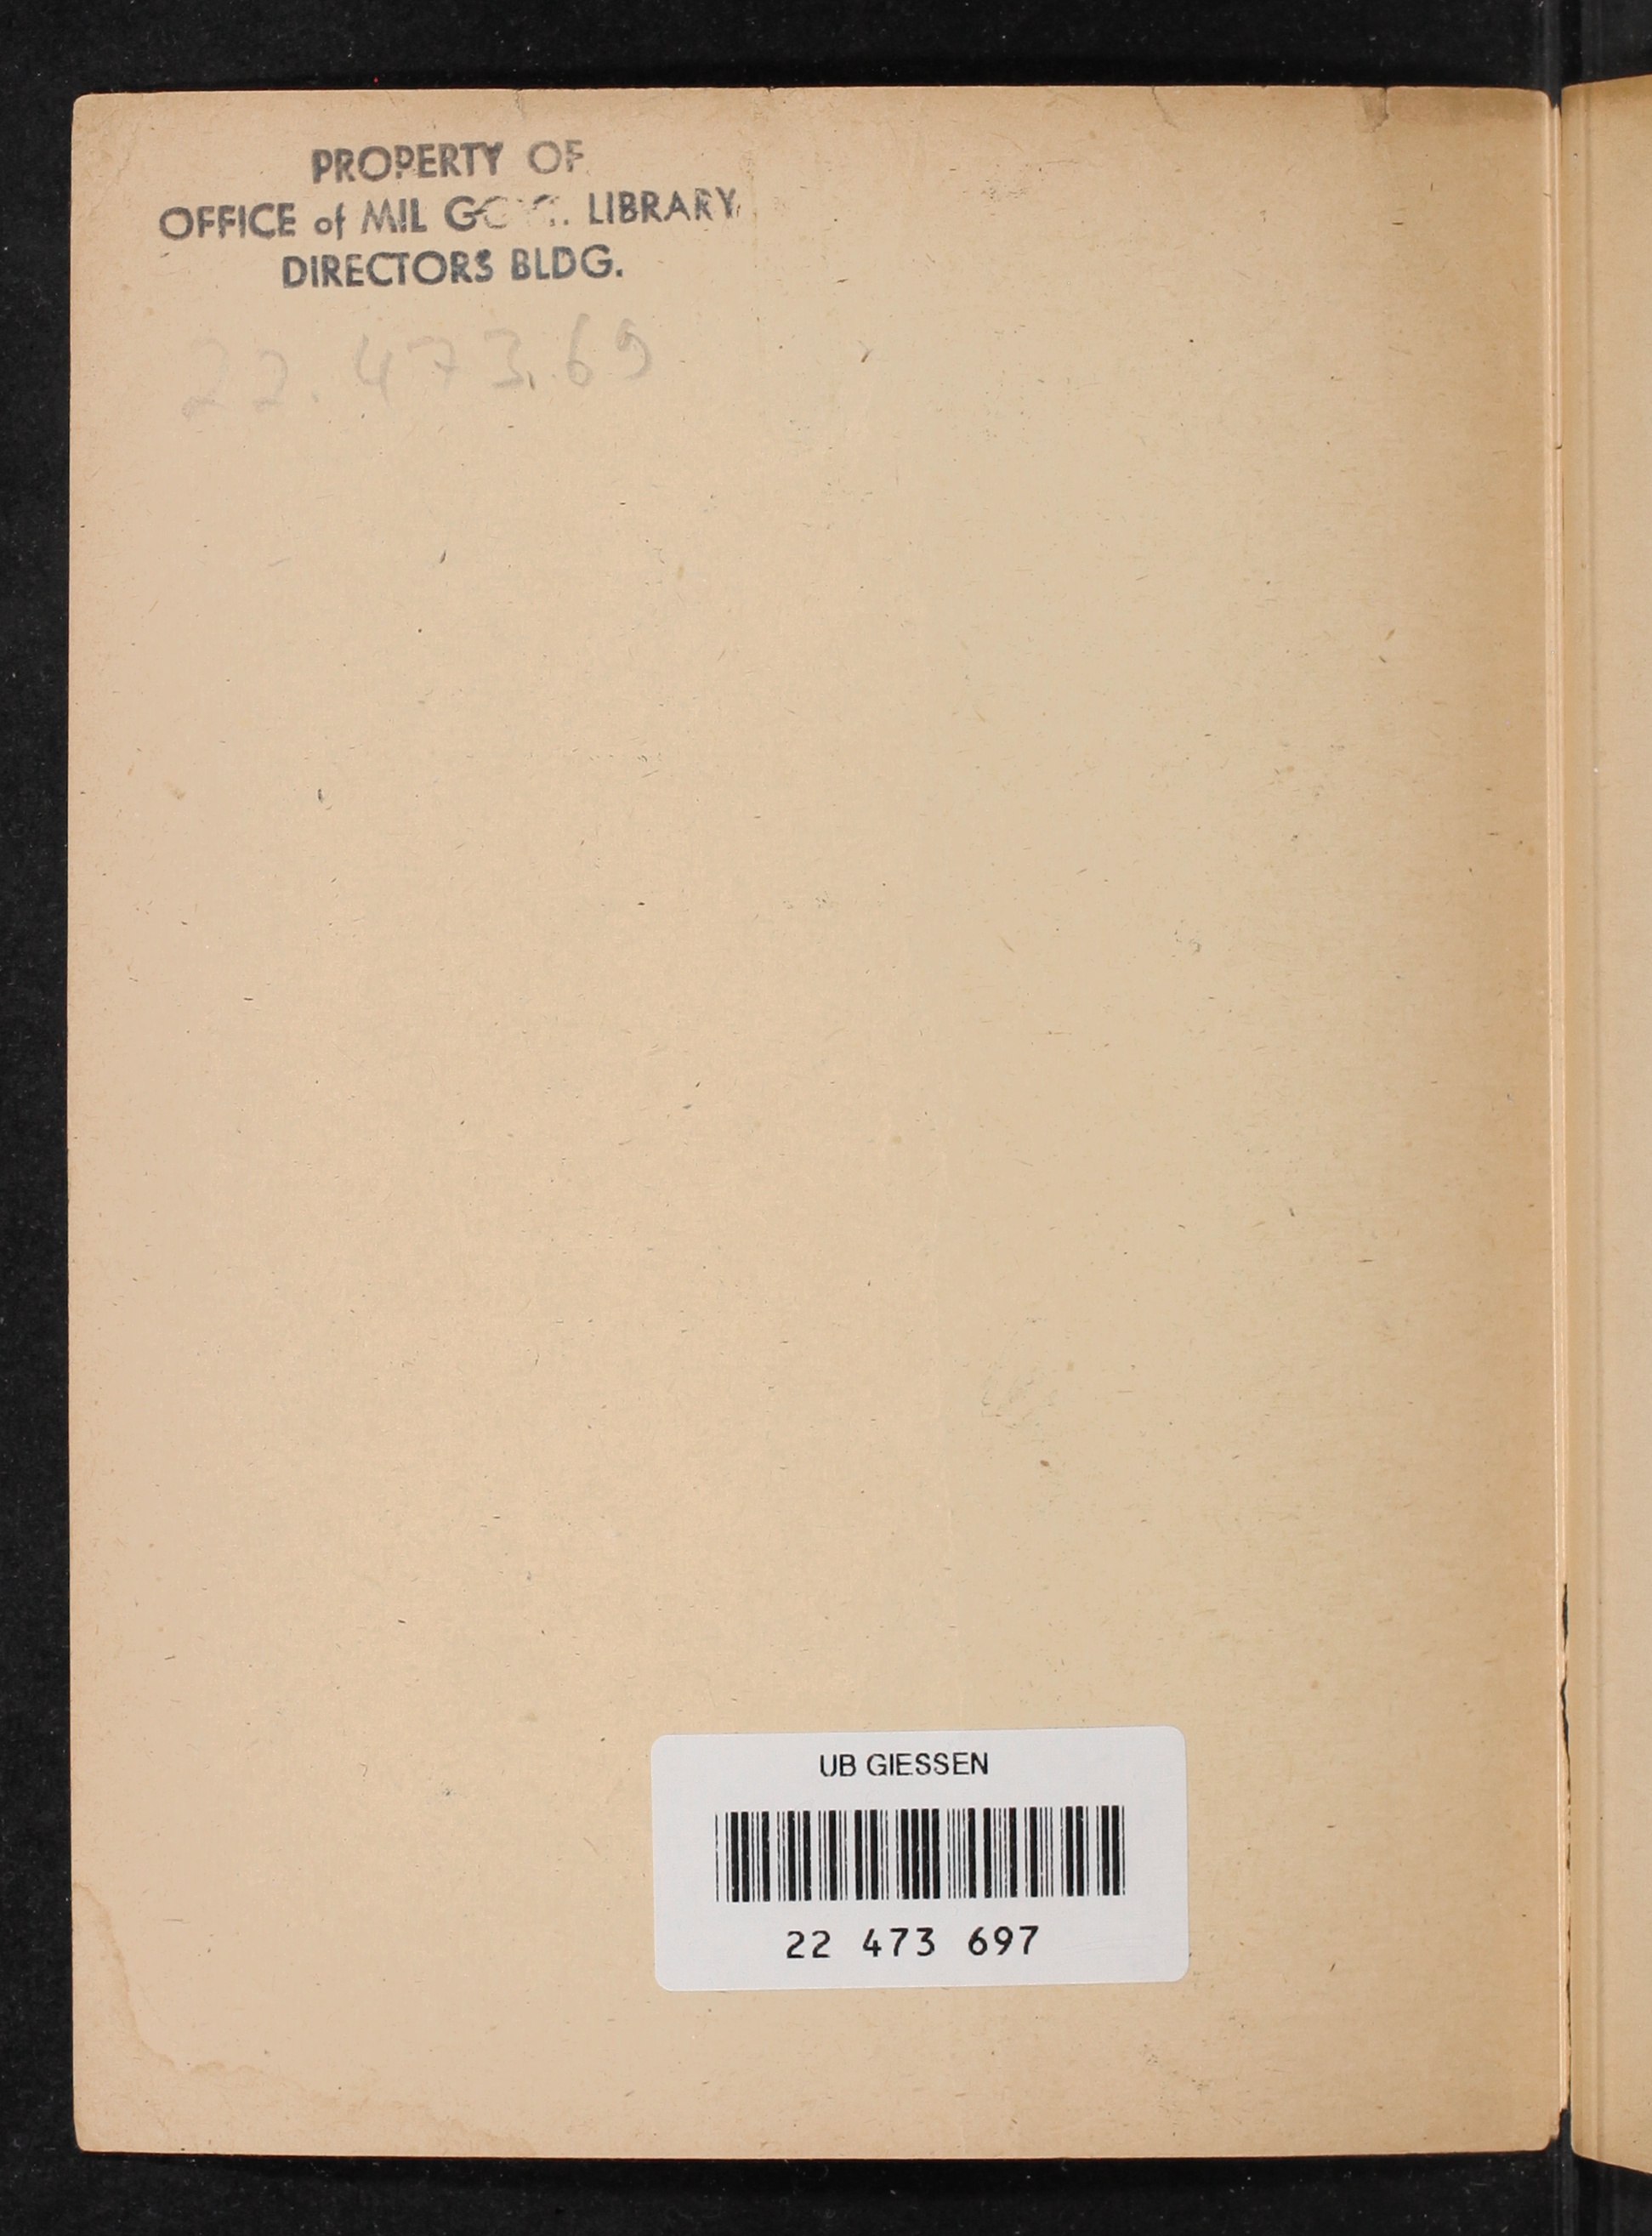 PROPERTY OF
OFFICE of MIL LIBRARY
DIRECTORS BLDG.
22.473.69
UB GIESSEN
22 473 697